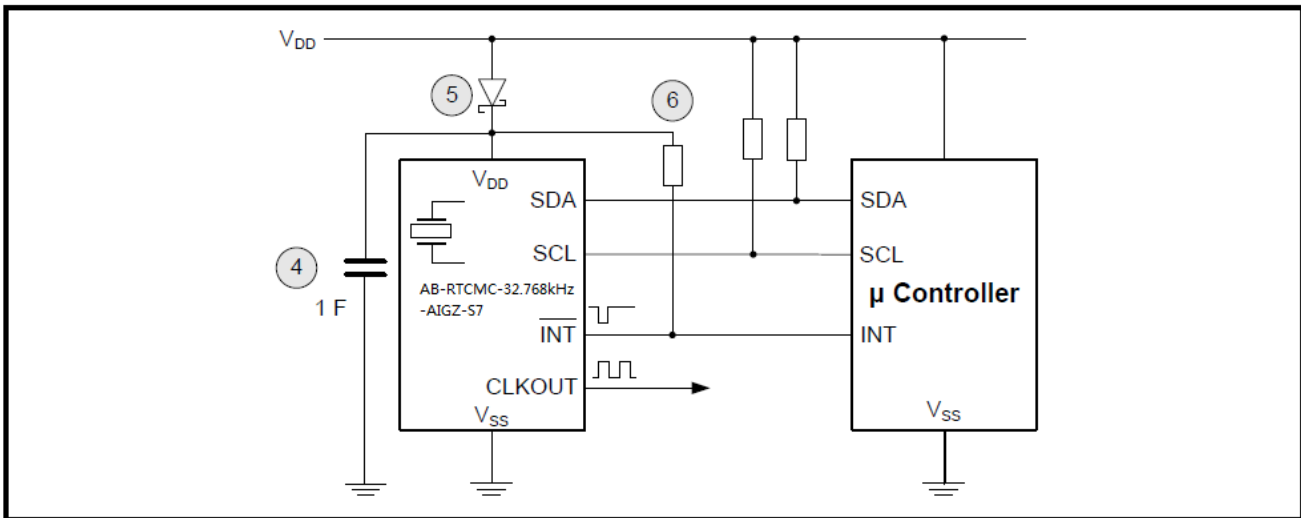 VDD
5
6
VDD
SDA
SDA
4
SCL
SCL
1 F
AB-RTCMC-32.768kHz
-AIGZ-S7
µ Controller
INT
INT
CLKOUT
VSS
VSS